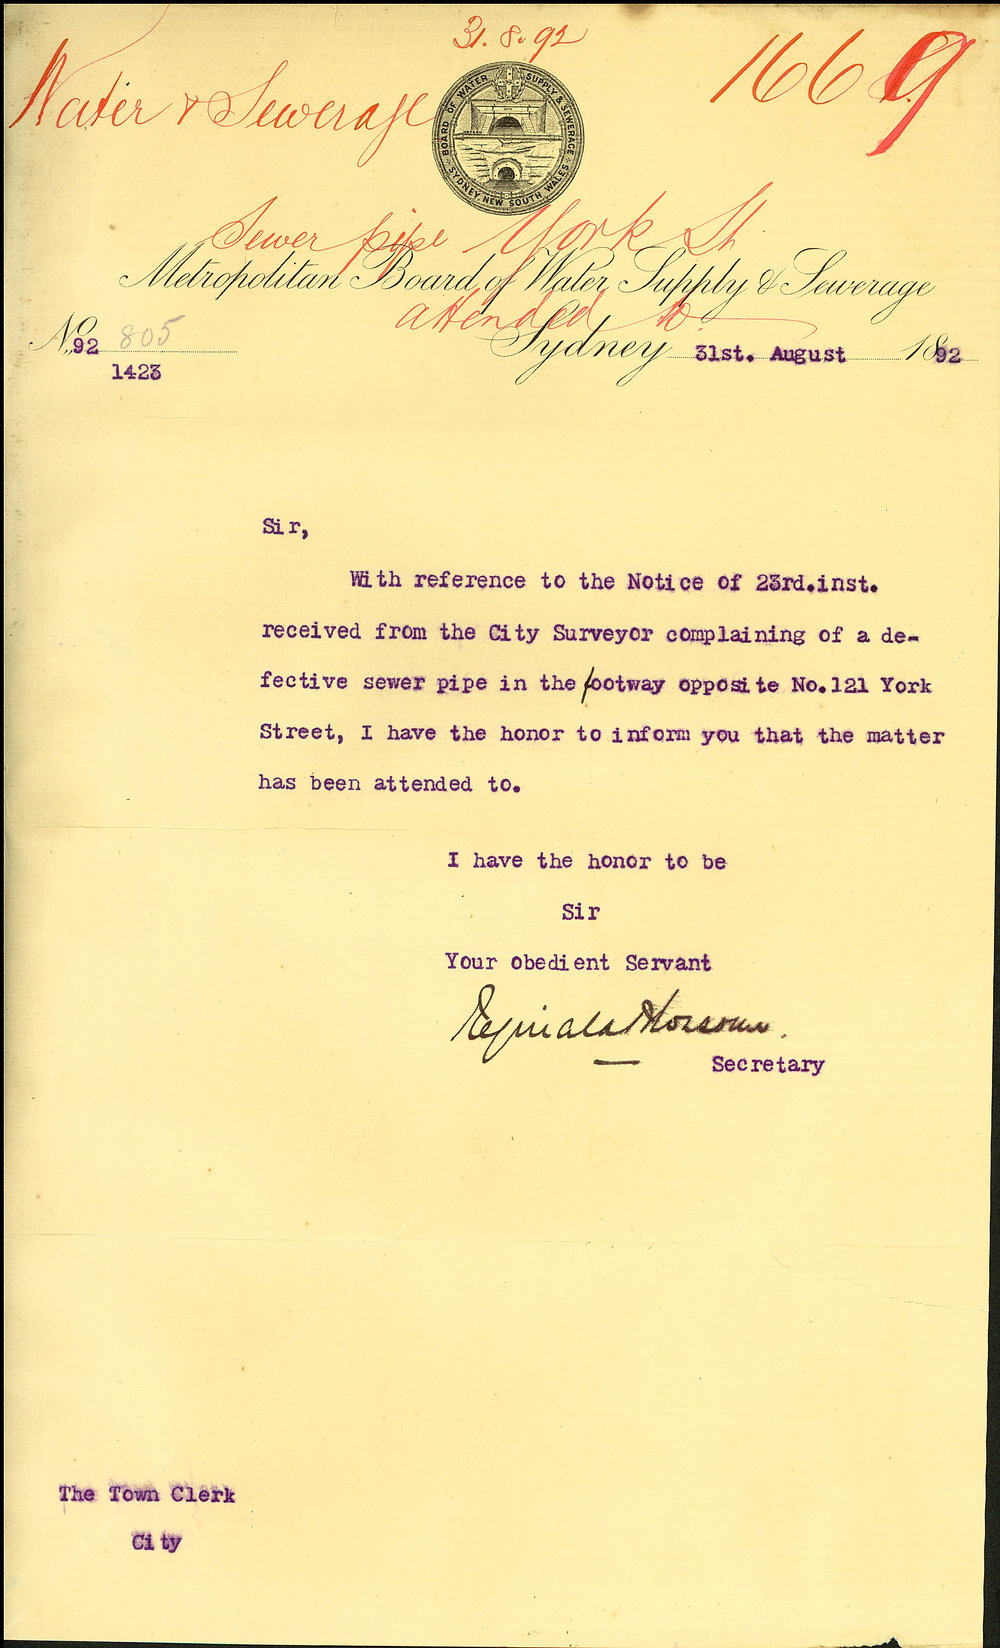 31.8.92
Water & Sewerage
1669
BOARD OF WATER SUPPLY & SEWERAGE
SYDNEY, NEW SOUTH WALES
Sewer pipe York St
Metropolitan Board of Water Supply & Sewerage
attended to.
No. 92 805
1423
Sydney 31st. August 1892
Sir,
With reference to the Notice of 23rd.inst.
received from the City Surveyor complaining of a de-
fective sewer pipe in the footway opposite No.121 York
Street, I have the honor to inform you that the matter
has been attended to.
I have the honor to be
Sir
Your obedient Servant
Reginald
Secretary
The Town Clerk
City